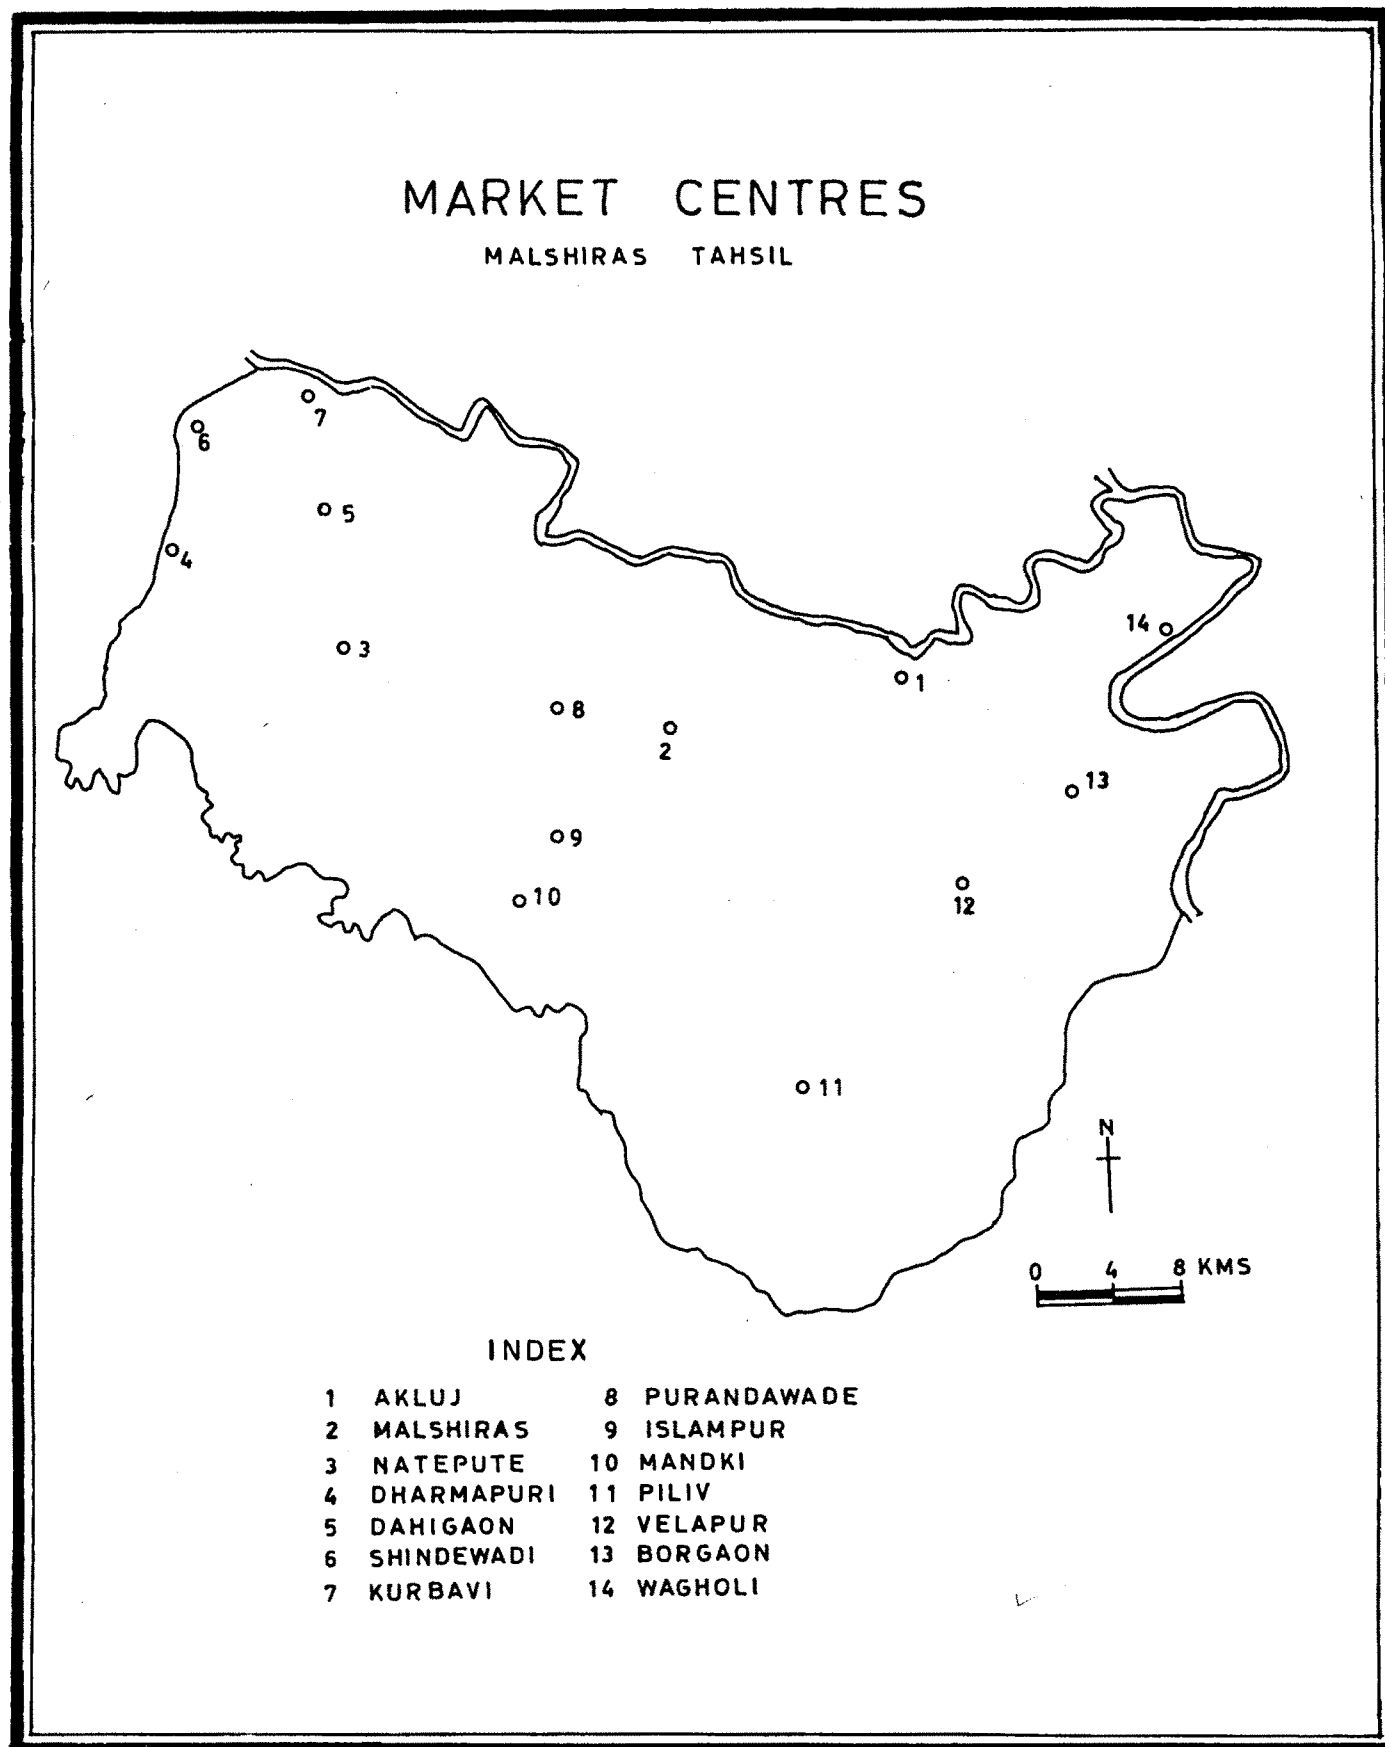 MARKET CENTRES
MALSHIRAS TAHSIL
7
6
5
4
14
3
1
8
2
13
9
10
12
11
N
0 4 8 KMS
INDEX
1 AKLUJ 8 PURANDAWADE
2 MALSHIRAS 9 ISLAMPUR
3 NATEPUTE 10 MANDKI
4 DHARMAPURI 11 PILIV
5 DAHIGAON 12 VELAPUR
6 SHINDEWADI 13 BORGAON
7 KURBAVI 14 WAGHOLI